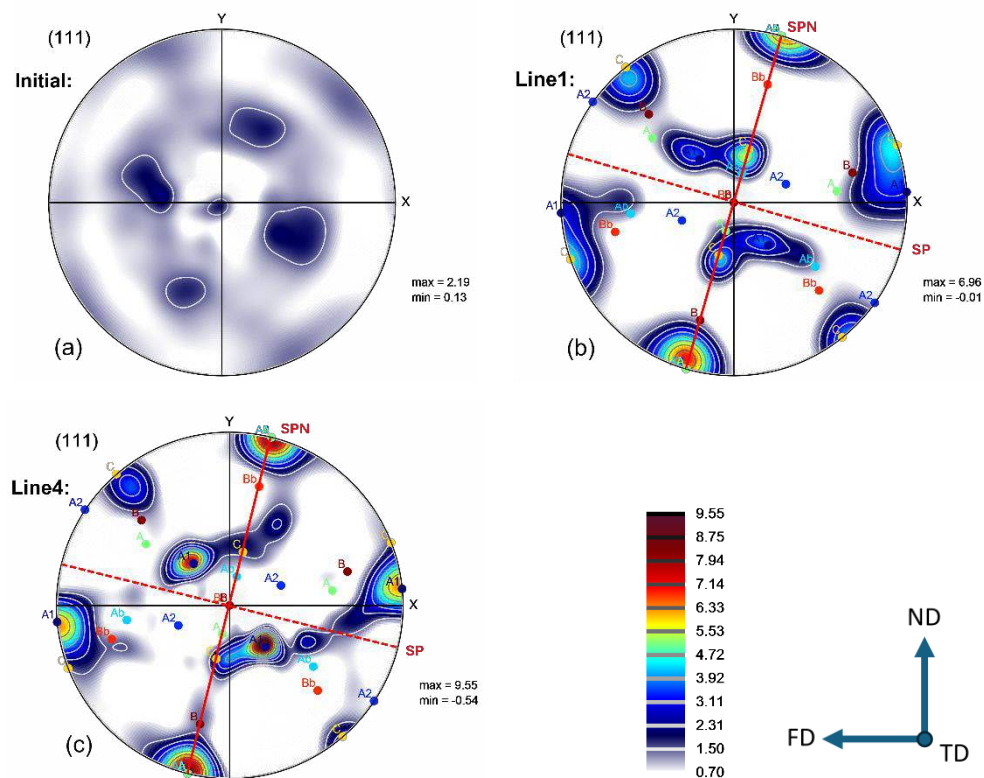 Y
(111)
Initial:
X
max = 2.19
min = 0.13
(a)
Y
SPN
(111)
Bb
Line1:
C
A2
B
A
C
A2
B
A
C
A1
X
Bb
B
A1
Ab
A2
Bb
C
C
Ab
Bb
A2
C
SP
B
A
max = 6.96
min = -0.01
(b)
Y
SPN
(111)
C
Bb
Line4:
A2
B
A
C
A1
C
Ab
A2
B
A
A1
X
Bb
B
A1
Ab
A2
Bb
C
A1
Ab
Bb
A2
C
SP
B
A
max = 9.55
min = -0.54
(c)
9.55
8.75
7.94
7.14
6.33
5.53
4.72
3.92
3.11
2.31
1.50
0.70
ND
FD
TD